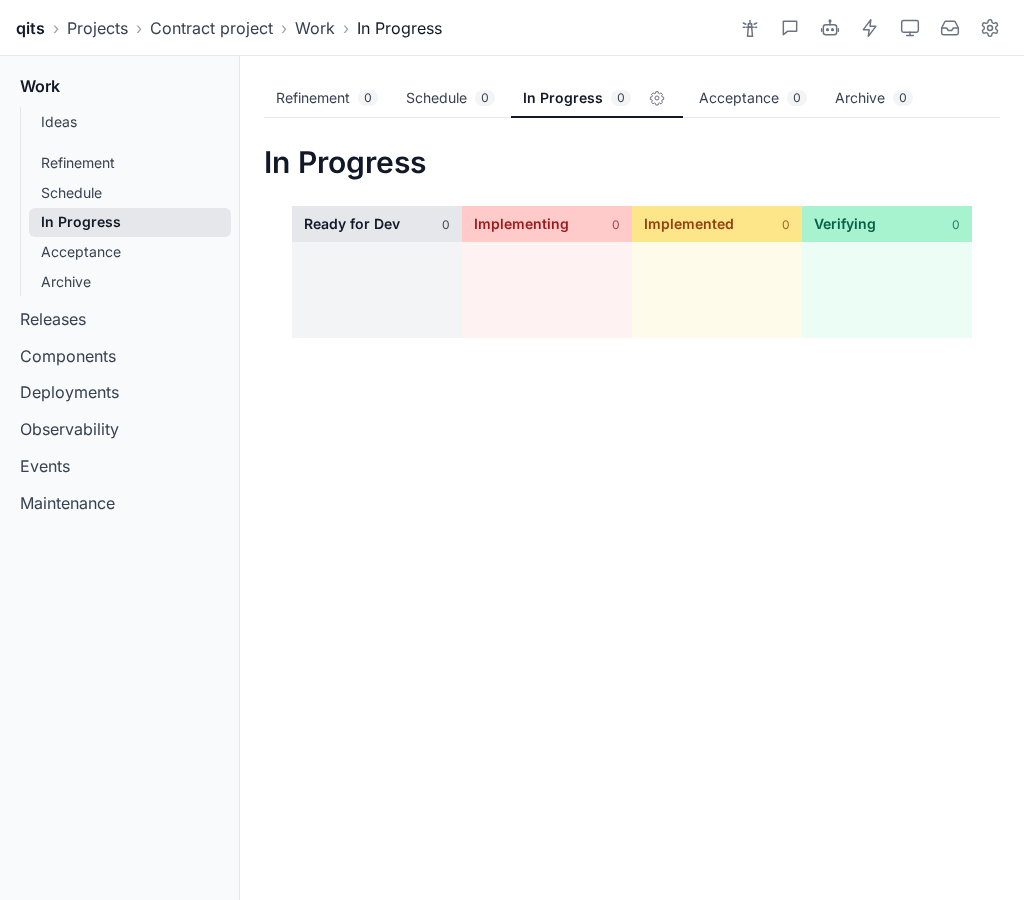 qits › Projects › Contract project › Work › In Progress
Work
Ideas
Refinement
Schedule
In Progress
Acceptance
Archive
Releases
Components
Deployments
Observability
Events
Maintenance
Refinement 0 Schedule 0 In Progress 0 Acceptance 0 Archive 0
In Progress
Ready for Dev 0 Implementing 0 Implemented 0 Verifying 0